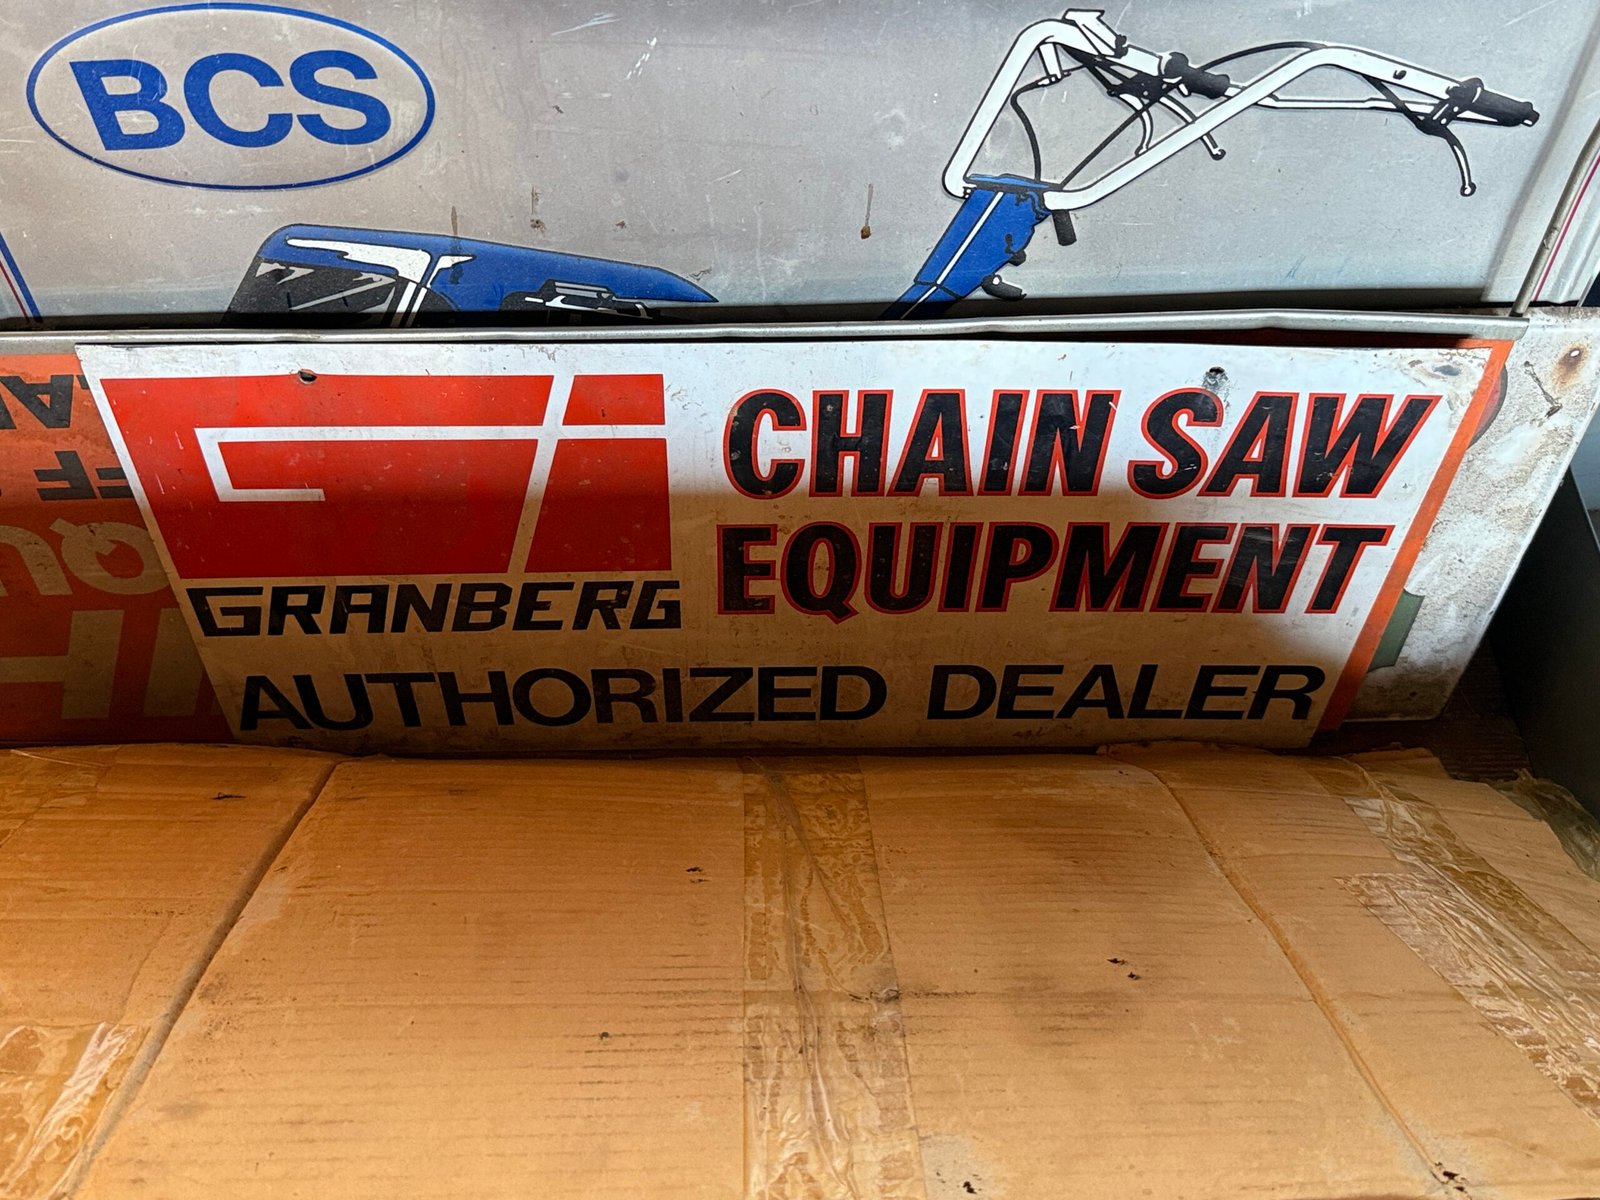 BCS
Gi
CHAIN SAW
EQUIPMENT
GRANBERG
AUTHORIZED DEALER